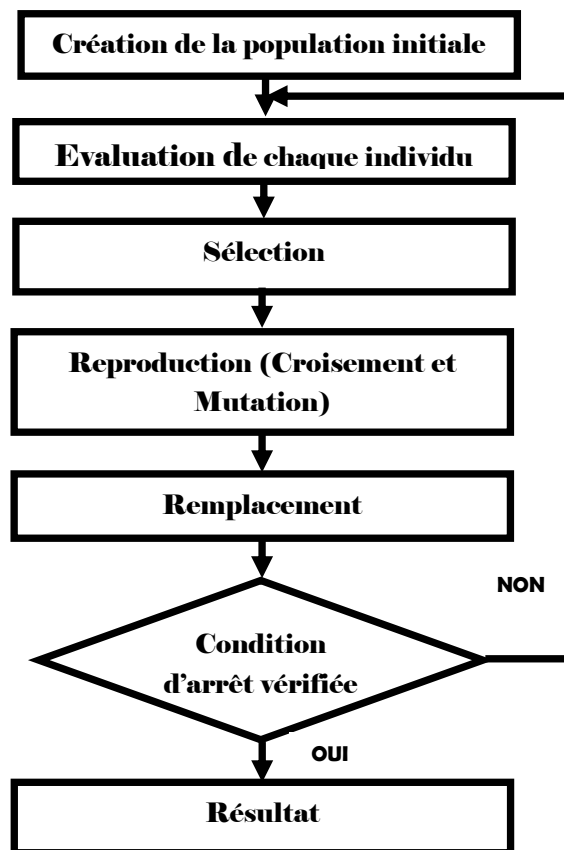 Création de la population initiale
Evaluation de chaque individu
Sélection
Reproduction (Croisement et
Mutation)
Remplacement
NON
Condition
d'arrêt vérifiée
OUI
Résultat